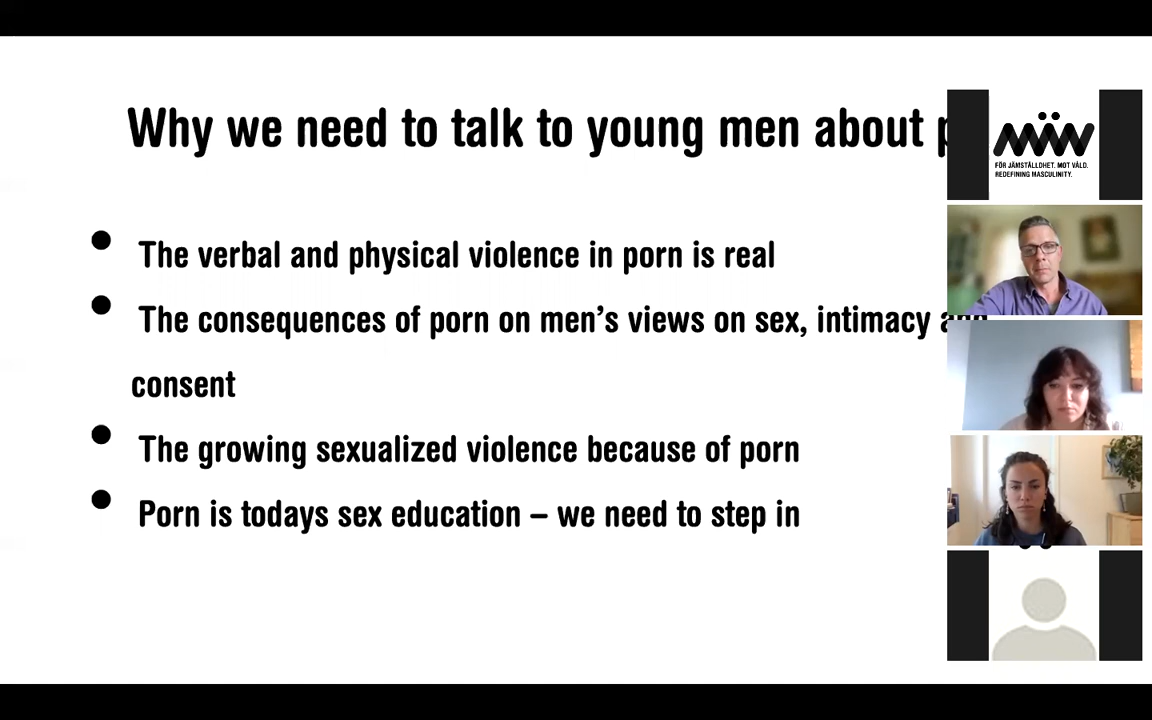 Why we need to talk to young men about
The verbal and physical violence in porn is real
The consequences of porn on men’s views on sex, intimacy and
consent
The growing sexualized violence because of porn
Porn is todays sex education – we need to step in
MÄN
FÖR JÄMSTÄLLDHET. MOT VÅLD.
REDEFINING MASCULINITY.